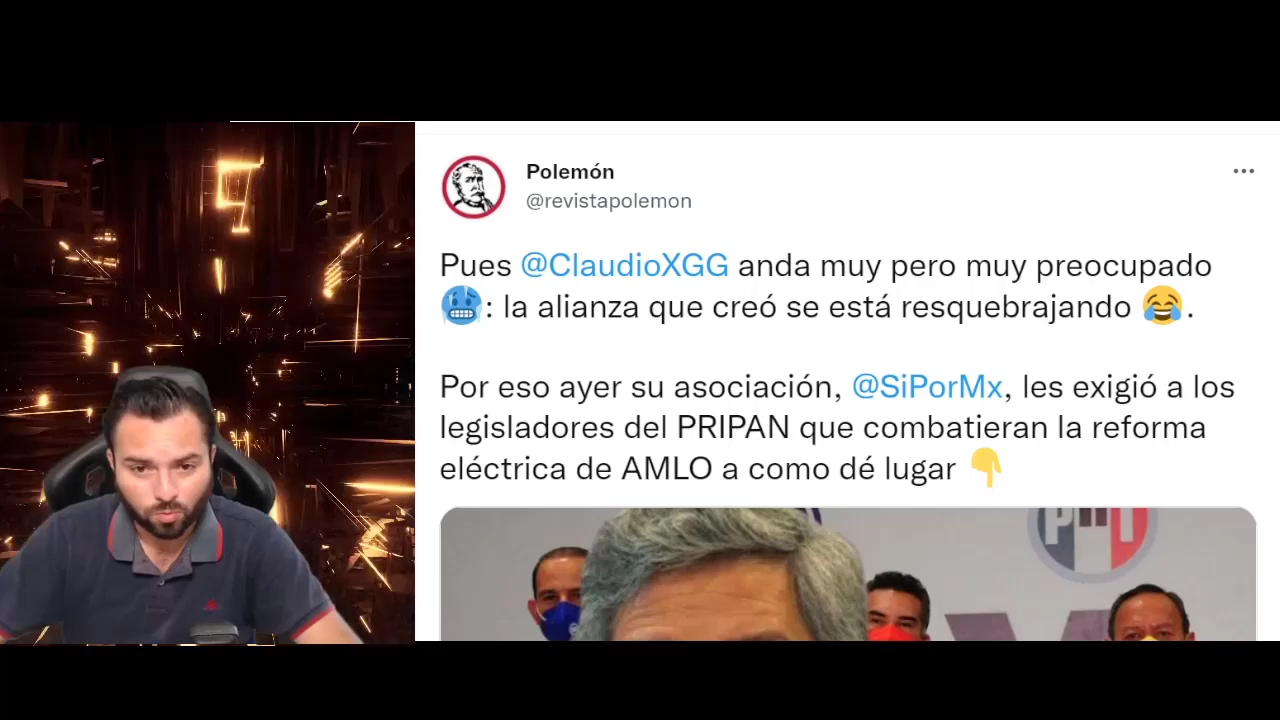 Polemón
@revistapolemon
Pues @ClaudioXGG anda muy pero muy preocupado
🥶: la alianza que creó se está resquebrajando 😂.
Por eso ayer su asociación, @SiPorMx, les exigió a los
legisladores del PRIPAN que combatieran la reforma
eléctrica de AMLO a como dé lugar 👇